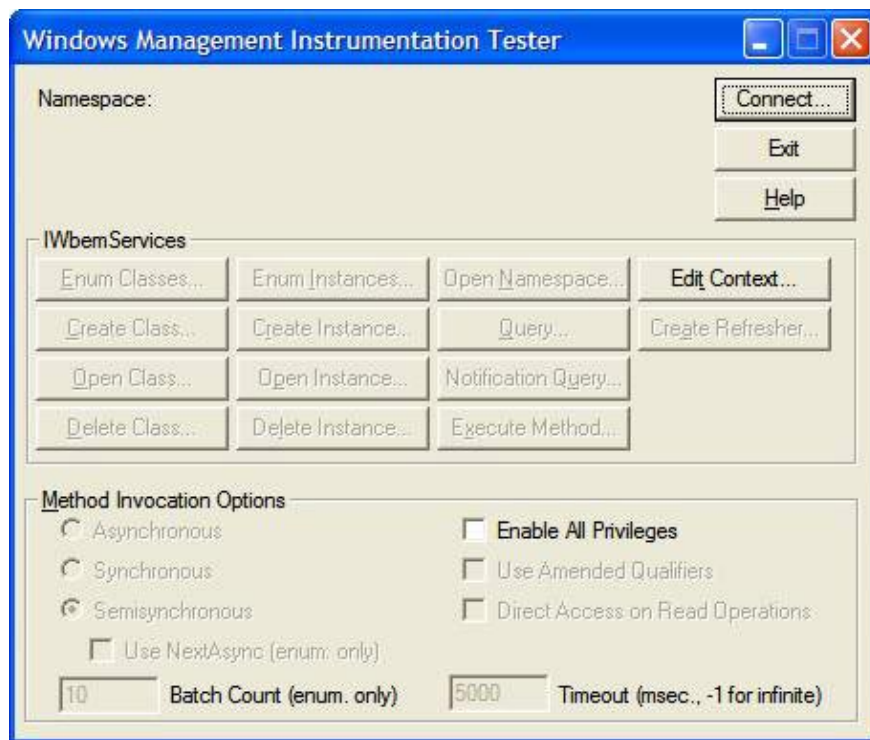 Windows Management Instrumentation Tester
Namespace:
Connect...
Exit
Help
IWbemServices
Enum Classes... Enum Instances... Open Namespace... Edit Context...
Create Class... Create Instance... Query... Create Refresher...
Open Class... Open Instance... Notification Query...
Delete Class... Delete Instance... Execute Method...
Method Invocation Options
Asynchronous Enable All Privileges
Synchronous Use Amended Qualifiers
Semisynchronous Direct Access on Read Operations
Use NextAsync (enum. only)
10 Batch Count (enum. only) 5000 Timeout (msec., -1 for infinite)